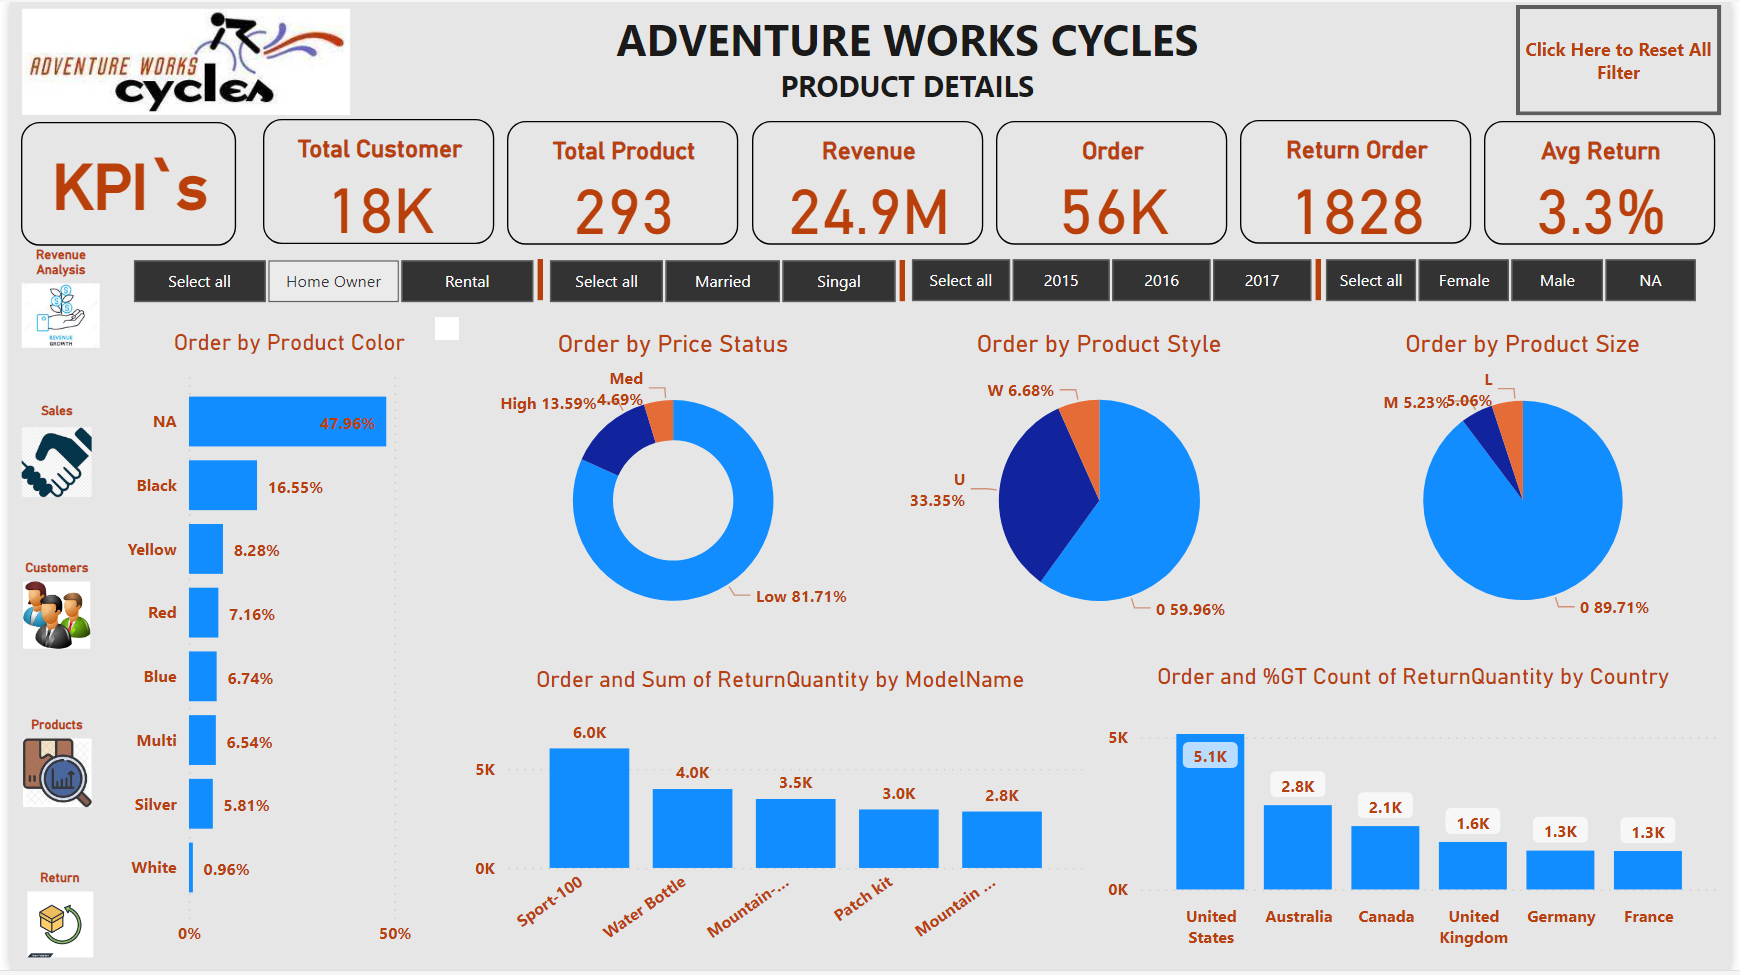 ADVENTURE WORKS
cycles
ADVENTURE WORKS CYCLES
PRODUCT DETAILS
Click Here to Reset All
Filter
KPI`s
Total Customer
18K
Total Product
293
Revenue
24.9M
Order
56K
Return Order
1828
Avg Return
3.3%
Revenue
Analysis
REVENUE
GROWTH
Sales
Customers
Products
Return
Select all
Home Owner
Rental
Select all
Married
Singal
Select all
2015
2016
2017
Select all
Female
Male
NA
Order by Product Color
NA
47.96%
Black
16.55%
Yellow
8.28%
Red
7.16%
Blue
6.74%
Multi
6.54%
Silver
5.81%
White
0.96%
0%
50%
Order by Price Status
Med
4.69%
High 13.59%
Low 81.71%
Order by Product Style
W 6.68%
U
33.35%
0 59.96%
Order by Product Size
L
5.06%
M 5.23%
0 89.71%
Order and Sum of ReturnQuantity by ModelName
5K
0K
6.0K
4.0K
3.5K
3.0K
2.8K
Sport-100
Water Bottle
Mountain-...
Patch kit
Mountain ...
Order and %GT Count of ReturnQuantity by Country
5K
0K
5.1K
2.8K
2.1K
1.6K
1.3K
1.3K
United
States
Australia
Canada
United
Kingdom
Germany
France